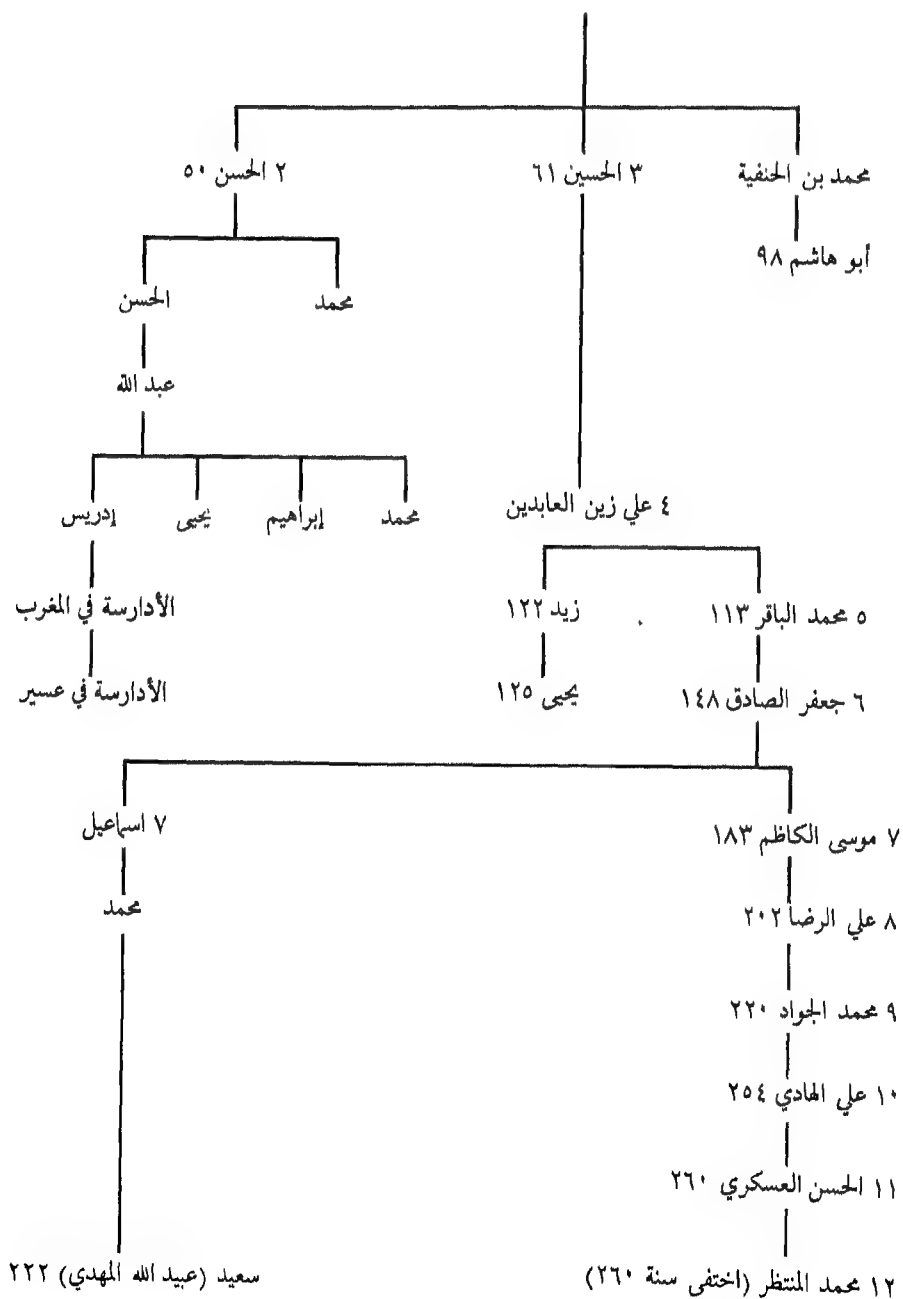 محمد بن الحنفية
٣ الحسين ٦١
٢ الحسن ٥٠
أبو هاشم ٩٨
محمد
الحسن
عبد الله
٤ علي زين العابدين
محمد
إبراهيم
يحيى
إدريس
٥ محمد الباقر ١١٣
زيد ١٢٢
الأدارسة في المغرب
٦ جعفر الصادق ١٤٨
يحيى ١٢٥
الأدارسة في عسير
٧ موسى الكاظم ١٨٣
٧ اسماعيل
٨ علي الرضا ٢٠٢
محمد
٩ محمد الجواد ٢٢٠
١٠ علي الهادي ٢٥٤
١١ الحسن العسكري ٢٦٠
١٢ محمد المنتظر (اختفى سنة ٢٦٠)
سعيد (عبيد الله المهدي) ٢٢٢